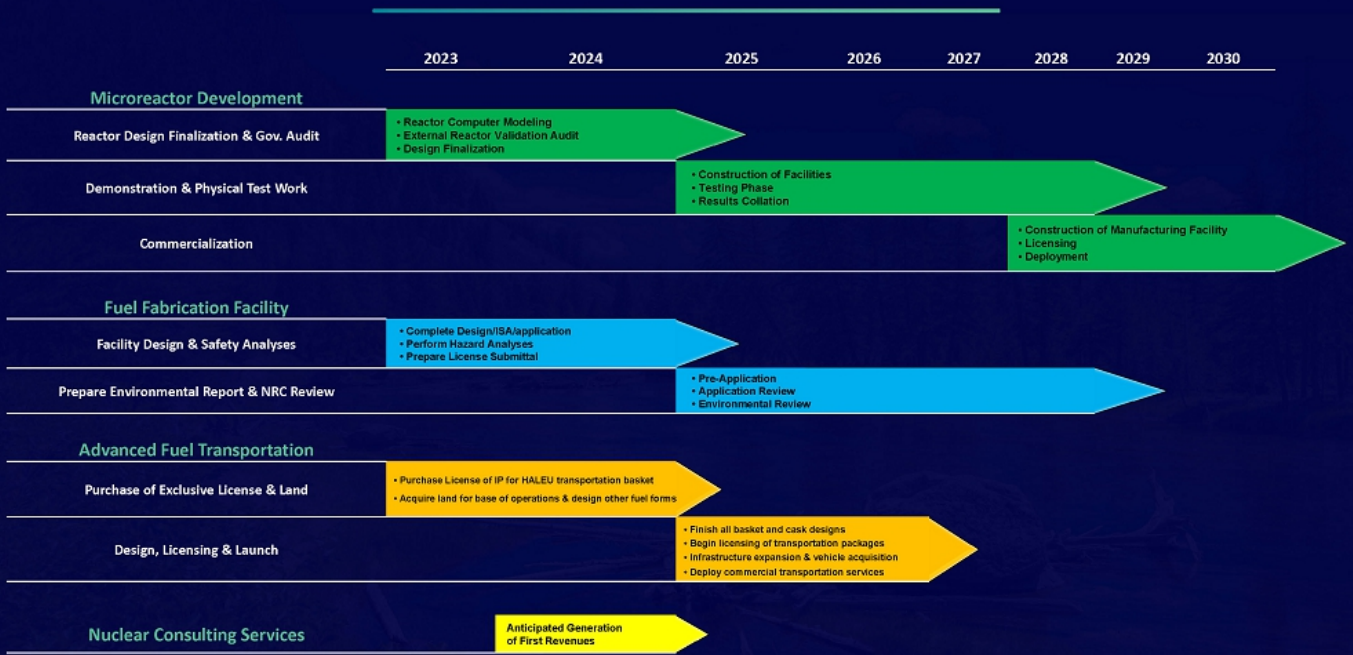 2023 2024 2025 2026 2027 2028 2029 2030
Microreactor Development
Reactor Design Finalization & Gov. Audit
• Reactor Computer Modeling
• External Reactor Validation Audit
• Design Finalization
Demonstration & Physical Test Work
• Construction of Facilities
• Testing Phase
• Results Collation
Commercialization
• Construction of Manufacturing Facility
• Licensing
• Deployment
Fuel Fabrication Facility
Facility Design & Safety Analyses
• Complete Design/ISA/application
• Perform Hazard Analyses
• Prepare License Submittal
Prepare Environmental Report & NRC Review
• Pre-Application
• Application Review
• Environmental Review
Advanced Fuel Transportation
Purchase of Exclusive License & Land
• Purchase License of IP for HALEU transportation basket
• Acquire land for base of operations & design other fuel forms
Design, Licensing & Launch
• Finish all basket and cask designs
• Begin licensing of transportation packages
• Infrastructure expansion & vehicle acquisition
• Deploy commercial transportation services
Nuclear Consulting Services
Anticipated Generation
of First Revenues